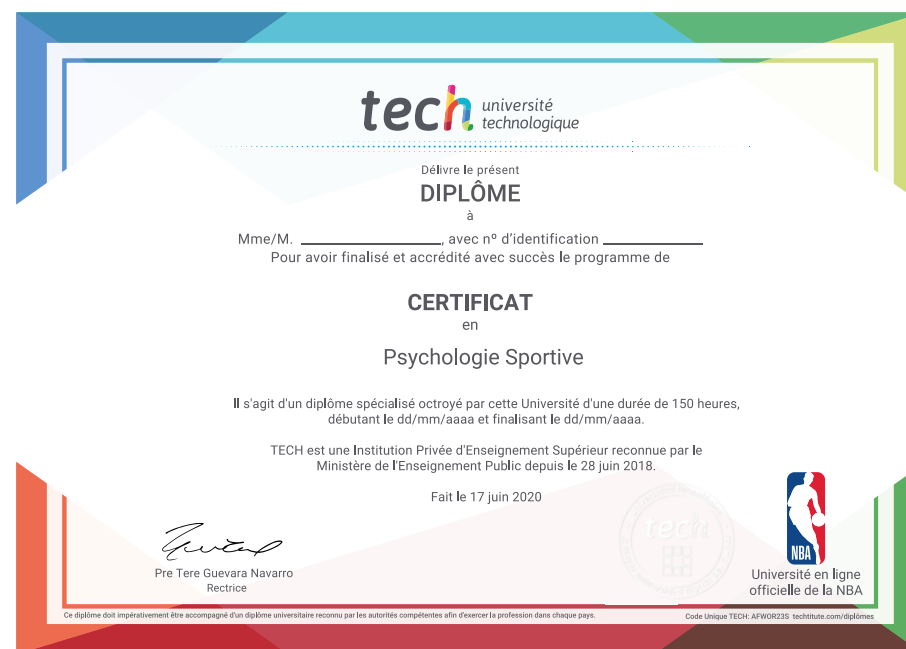 tech université
technologique
Délivre le présent
DIPLÔME
à
Mme/M. ____________________, avec nº d'identification ______________
Pour avoir finalisé et accrédité avec succès le programme de
CERTIFICAT
en
Psychologie Sportive
Il s'agit d'un diplôme spécialisé octroyé par cette Université d'une durée de 150 heures,
débutant le dd/mm/aaaa et finalisant le dd/mm/aaaa.
TECH est une Institution Privée d'Enseignement Supérieur reconnue par le
Ministère de l'Enseignement Public depuis le 28 juin 2018.
Fait le 17 juin 2020
tech
NBA
Pre Tere Guevara Navarro
Rectrice
Université en ligne
officielle de la NBA
Ce diplôme doit impérativement être accompagné d'un diplôme universitaire reconnu par les autorités compétentes afin d'exercer la profession dans chaque pays.
Code Unique TECH: AFWOR23S techtitute.com/diplômes